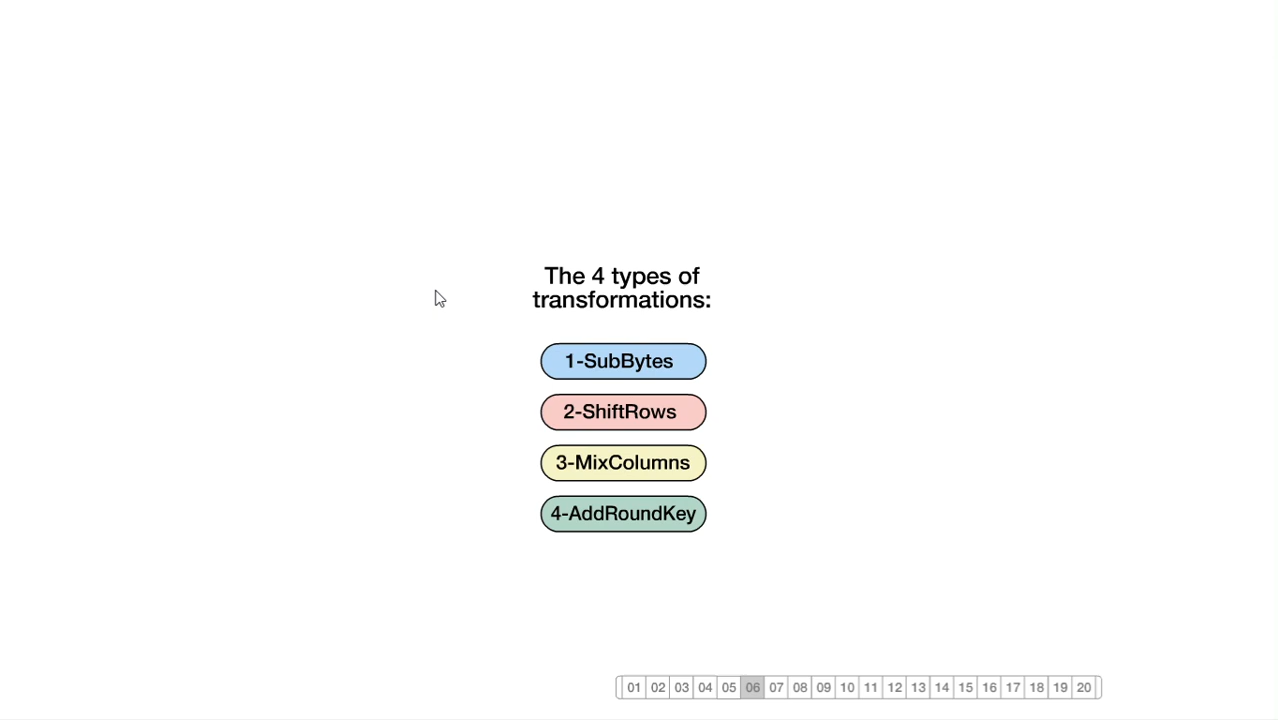 The 4 types of
transformations:
1-SubBytes
2-ShiftRows
3-MixColumns
4-AddRoundKey
01 02 03 04 05 06 07 08 09 10 11 12 13 14 15 16 17 18 19 20